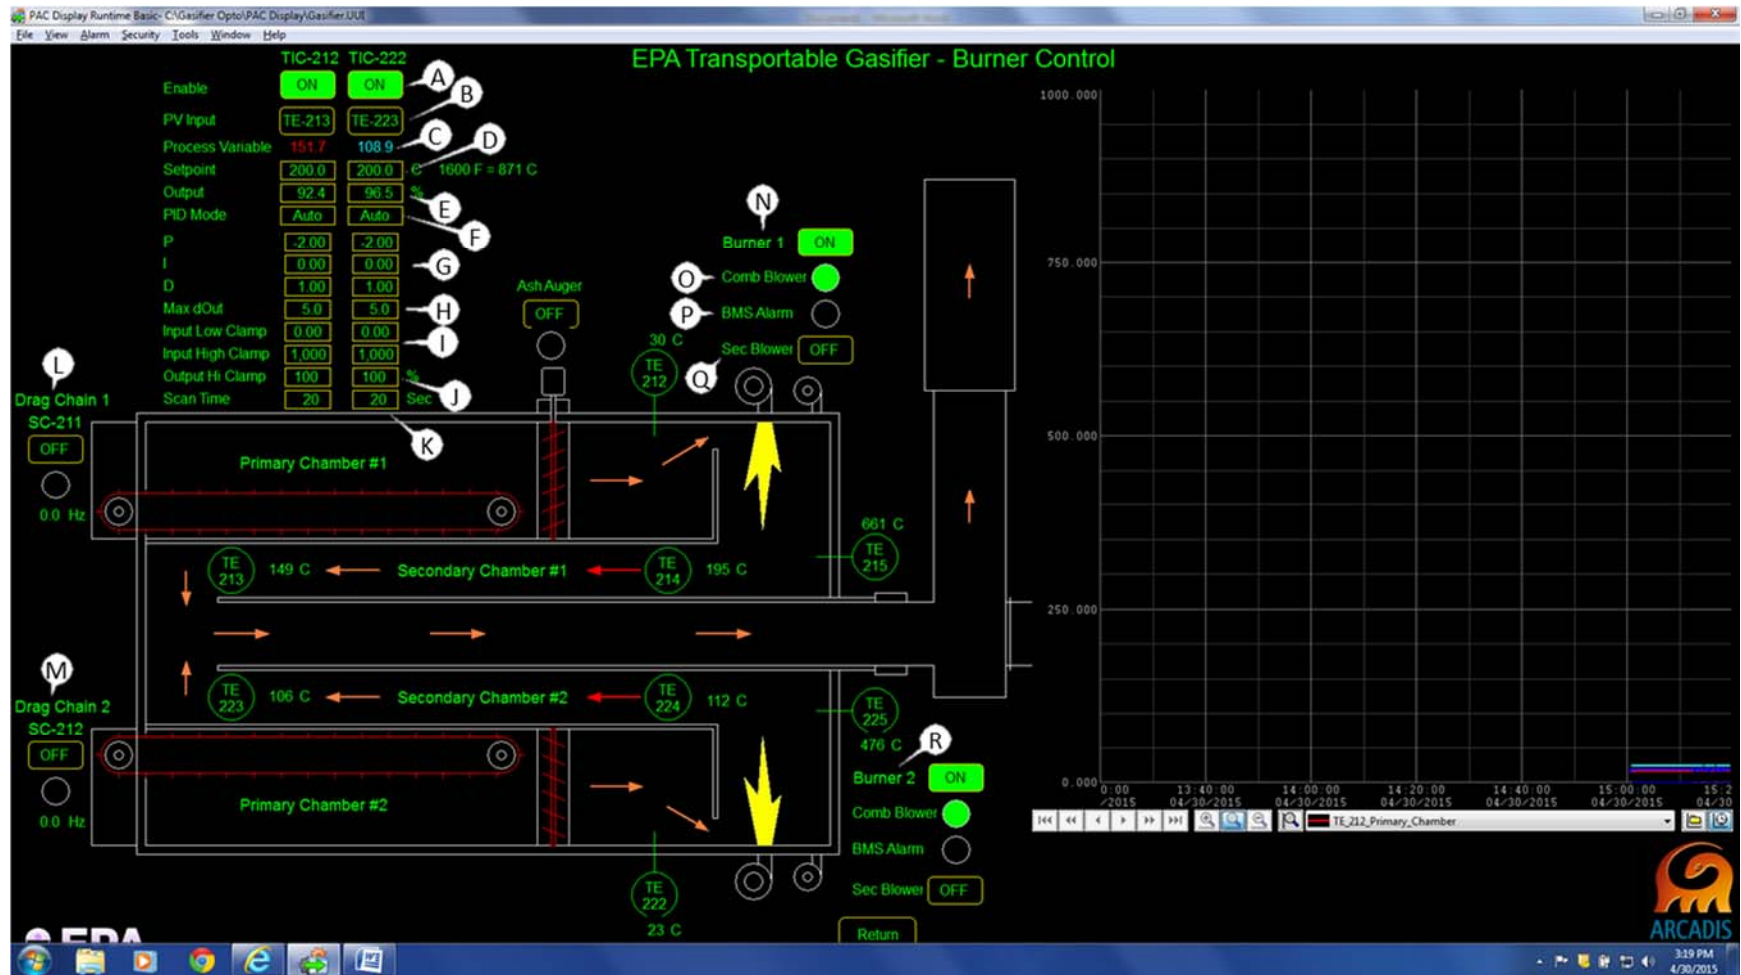 PAC Display Runtime Basic- C:\Gasifier Opto\PAC Display\Gasifier.UUI
File View Alarm Security Tools Window Help
EPA Transportable Gasifier - Burner Control
TIC-212 TIC-222
Enable ON ON A
PV Input TE-213 TE-223 B
Process Variable 151.7 108.9 C
Setpoint 200.0 200.0 C 1600 F = 871 C D
Output 92.4 96.5 % E
PID Mode Auto Auto F
P -2.00 -2.00
I 0.00 0.00 G
D 1.00 1.00
Max dOut 5.0 5.0 H
Input Low Clamp 0.00 0.00 I
Input High Clamp 1,000 1,000
Output Hi Clamp 100 100 % J
Scan Time 20 20 Sec
K
L
Drag Chain 1
SC-211
OFF
0.0 Hz
Primary Chamber #1
Ash Auger
OFF
30 C
TE
212
N
Burner 1 ON
O Comb Blower
P BMS Alarm
Q Sec Blower OFF
661 C
TE
215
TE
213
149 C
Secondary Chamber #1
TE
214
195 C
M
Drag Chain 2
SC-212
OFF
0.0 Hz
TE
223
106 C
Secondary Chamber #2
TE
224
112 C
TE
225
476 C
R
Primary Chamber #2
TE
222
23 C
Burner 2 ON
Comb Blower
BMS Alarm
Sec Blower OFF
Return
1000.000
750.000
500.000
250.000
0.000
0:00 13:40:00 14:00:00 14:20:00 14:40:00 15:00:00 15:2
/2015 04/30/2015 04/30/2015 04/30/2015 04/30/2015 04/30/2015 04/30
TE_212_Primary_Chamber
ARCADIS
EPA
3:19 PM
4/30/2015